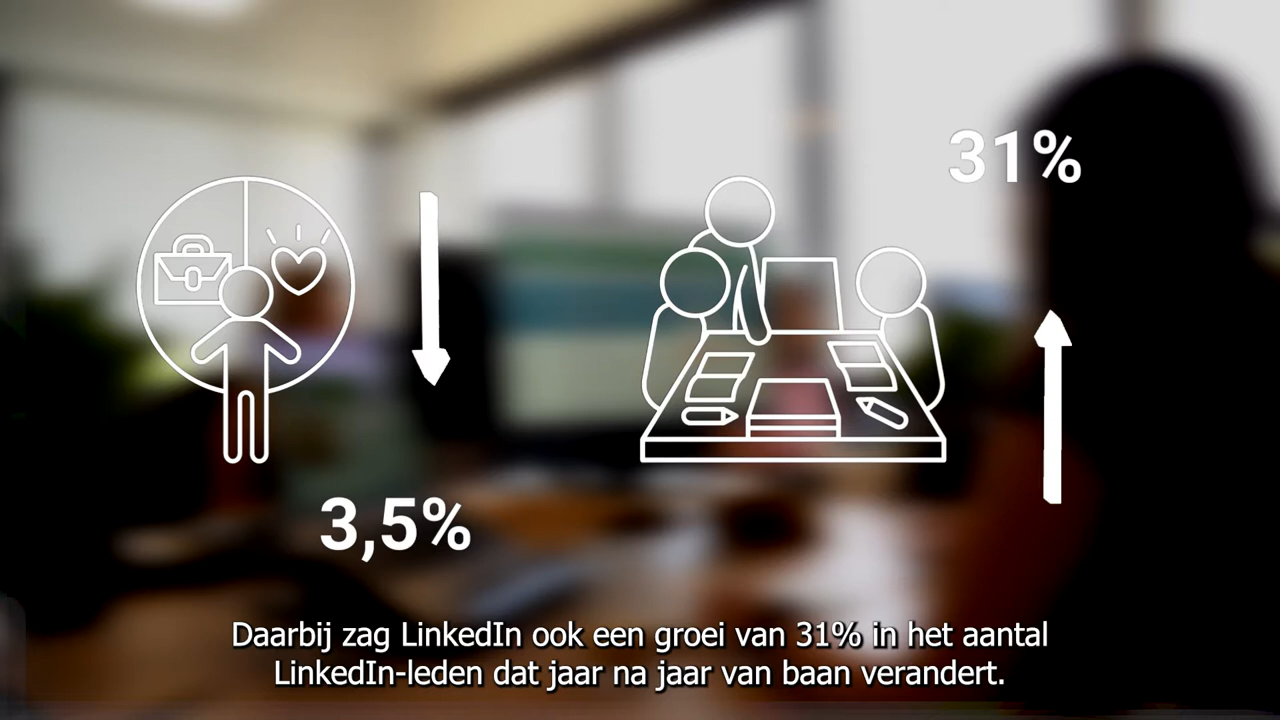 31%
3,5%
Daarbij zag LinkedIn ook een groei van 31% in het aantal
LinkedIn-leden dat jaar na jaar van baan verandert.